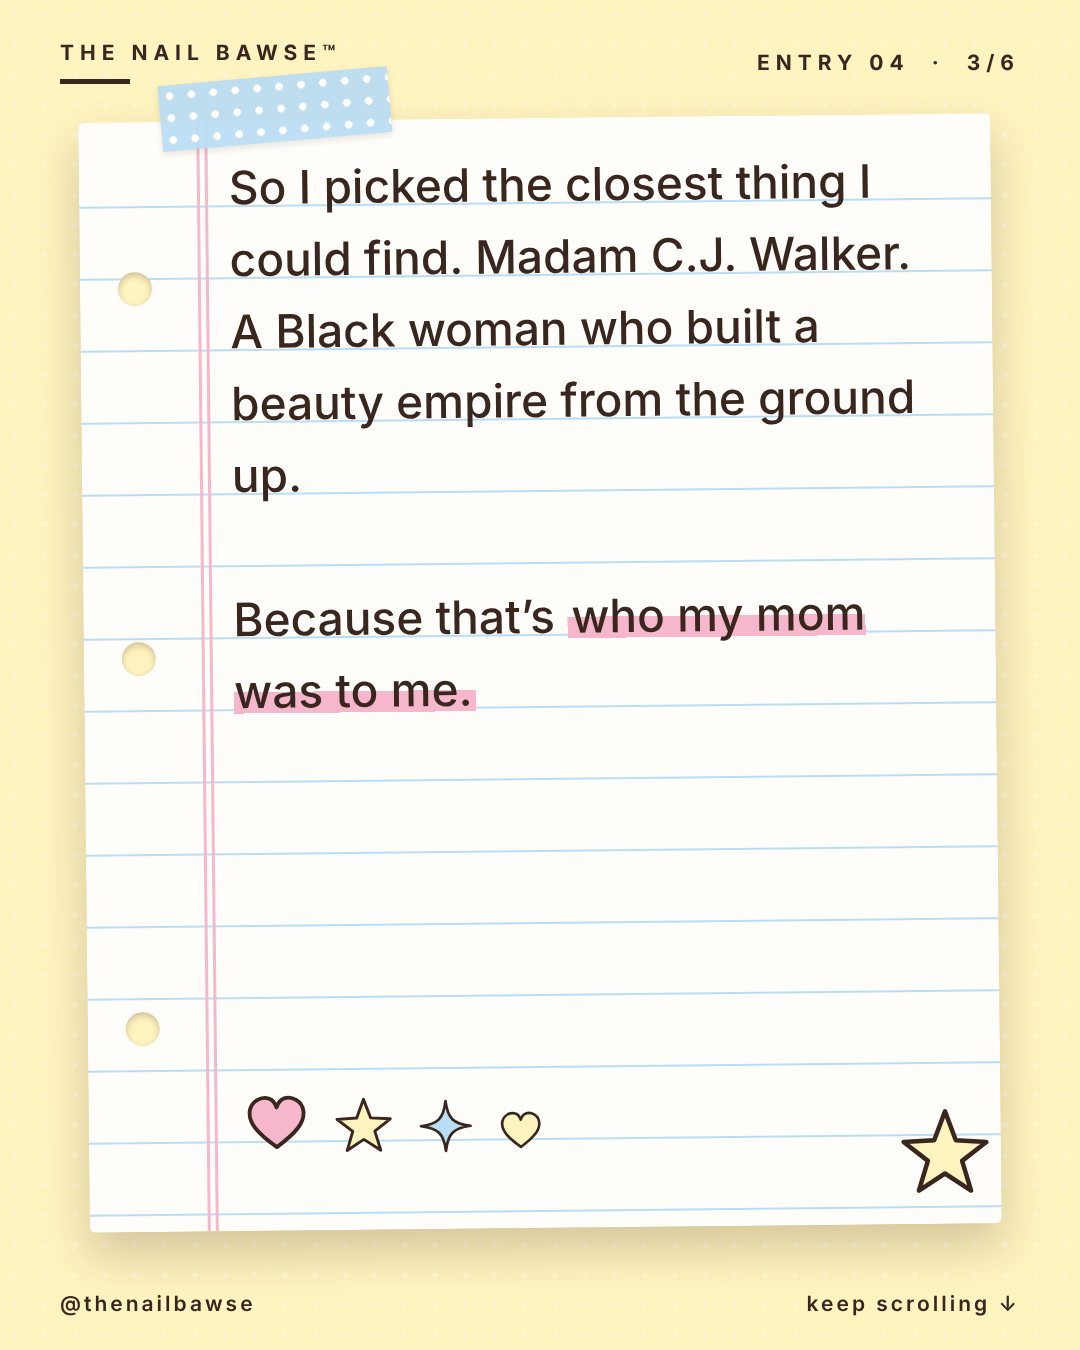 THE NAIL BAWSE™
ENTRY 04 · 3/6
So I picked the closest thing I
could find. Madam C.J. Walker.
A Black woman who built a
beauty empire from the ground
up.
Because that’s who my mom
was to me.
@thenailbawse
keep scrolling ↓